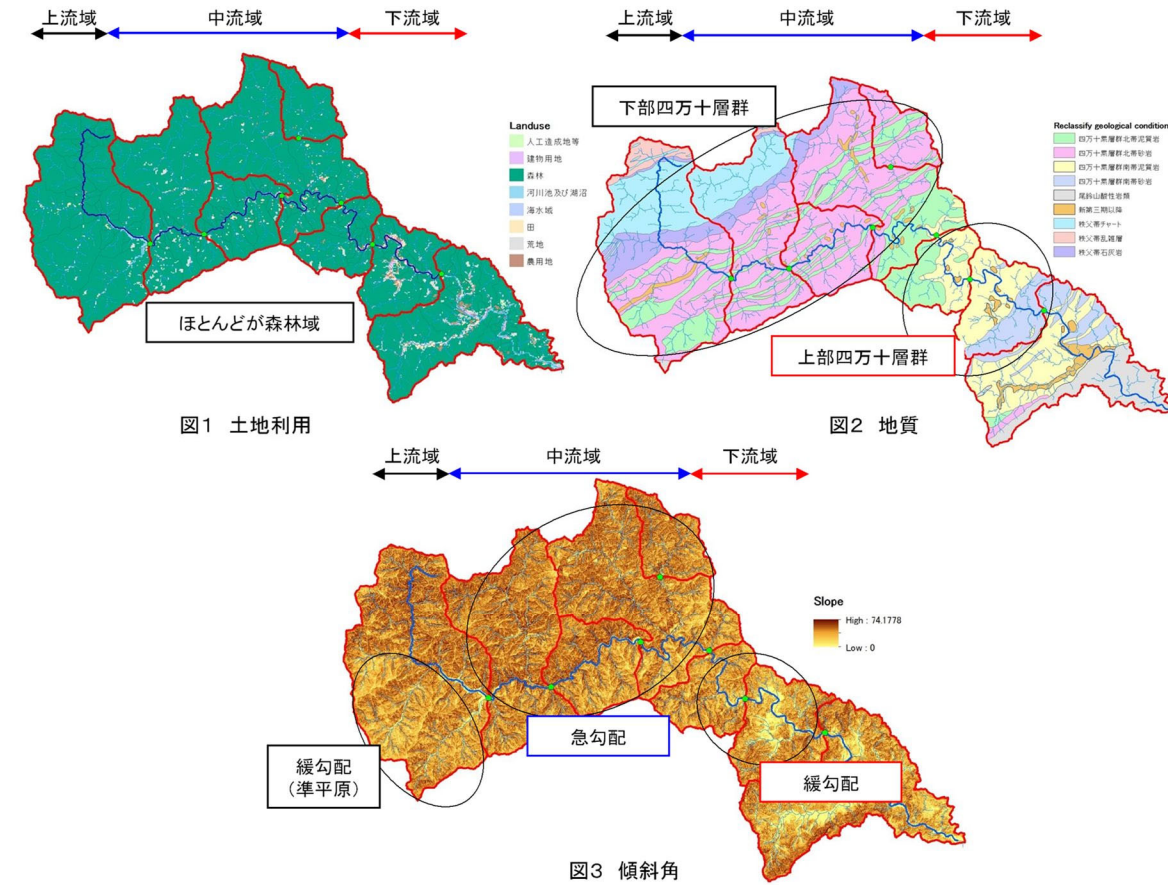 上流域
中流域
下流域
Landuse
人工造成地等
建物用地
森林
河川池及び湖沼
海水域
田
荒地
農用地
ほとんどが森林域
図1 土地利用
上流域
中流域
下流域
下部四万十層群
Reclassify geological condition
四万十累層群北帯泥質岩
四万十累層群北帯砂岩
四万十累層群南帯泥質岩
四万十累層群南帯砂岩
尾鈴山酸性岩類
新第三期以降
秩父帯チャート
秩父帯乱雑層
秩父帯石灰岩
上部四万十層群
図2 地質
上流域
中流域
下流域
Slope
High : 74.1778
Low : 0
急勾配
緩勾配
(準平原)
緩勾配
図3 傾斜角